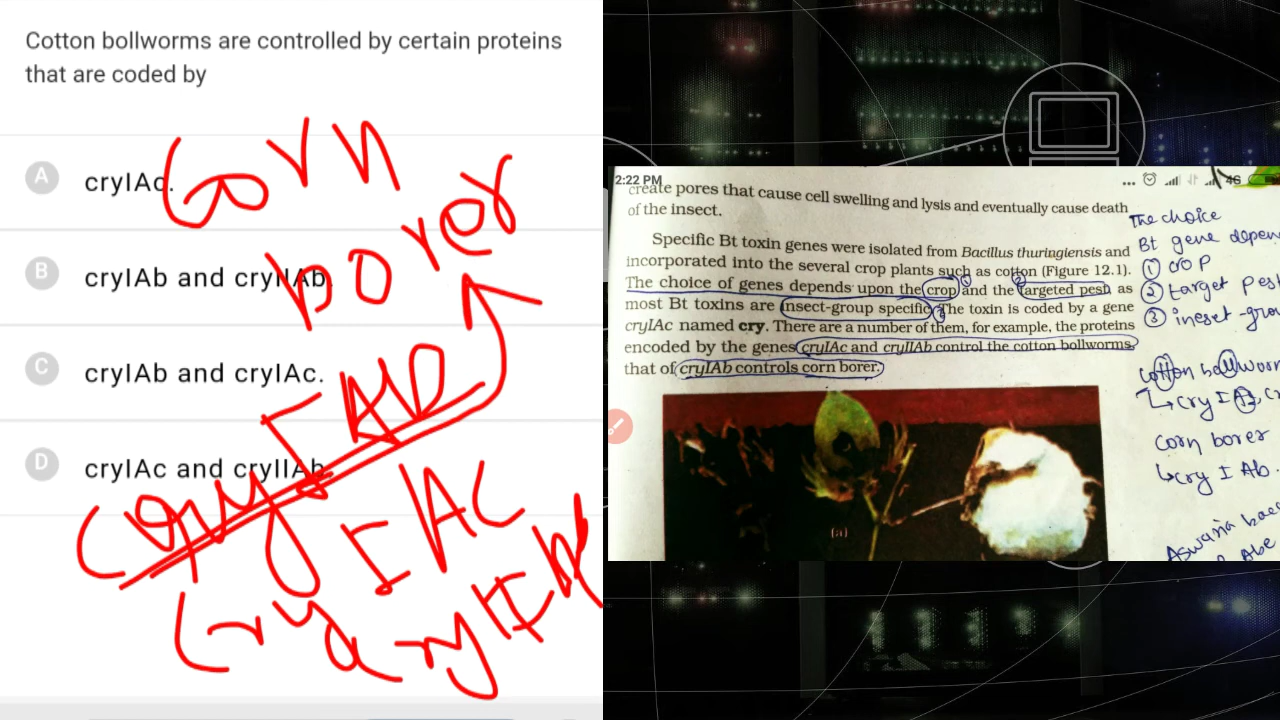 Cotton bollworms are controlled by certain proteins
that are coded by
A cryIAc.
B cryIAb and cryIIAb.
C cryIAb and cryIAc.
D cryIAc and cryIIAb.
Corn
borer
cry IAb
cry IAc
cry IIAb
2:22 PM
4G
create pores that cause cell swelling and lysis and eventually cause death
of the insect.
Specific Bt toxin genes were isolated from Bacillus thuringiensis and
incorporated into the several crop plants such as cotton (Figure 12.1).
The choice of genes depends upon the crop and the targeted pest, as
most Bt toxins are insect-group specific. The toxin is coded by a gene
cryIAc named cry. There are a number of them, for example, the proteins
encoded by the genes cryIAc and cryIIAb control the cotton bollworms,
that of cryIAb controls corn borer.
(a)
The choice
Bt gene depen
① crop
② target Pest
③ ineset-grou
cotton bollworm
cry I Ac, C
Corn borer
cry I Ab